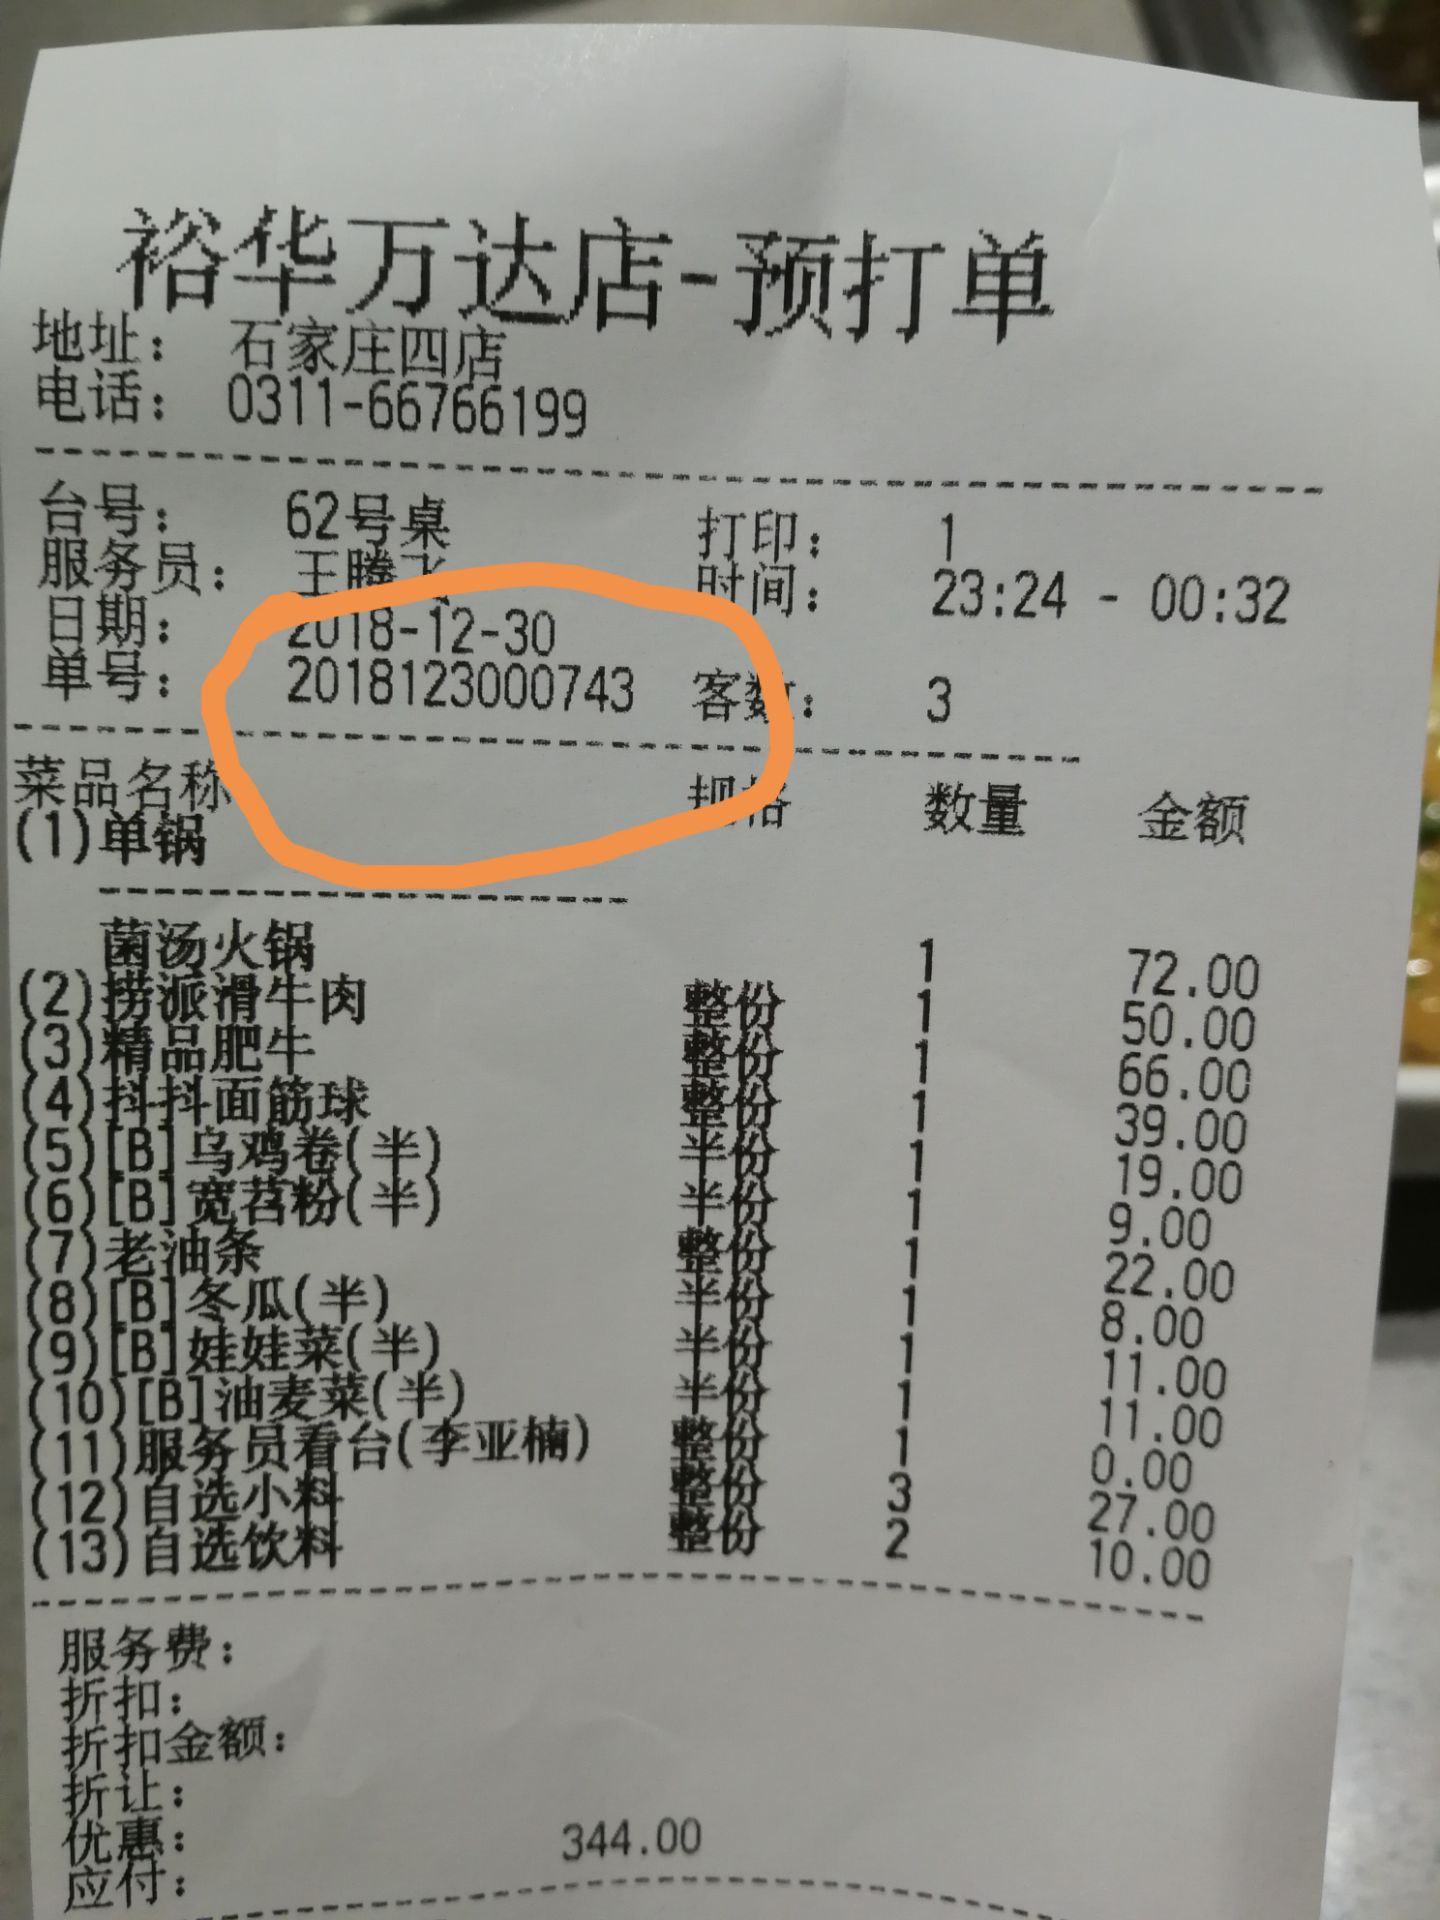 裕华万达店-预打单
地址： 石家庄四店
电话： 0311-66766199
台号： 62号桌 打印： 1
服务员： 王腾飞 时间： 23:24 - 00:32
日期： 2018-12-30
单号： 2018123000743 客数： 3
菜品名称 规格 数量 金额
(1)单锅
菌汤火锅 1 72.00
(2)捞派滑牛肉 整份 1 50.00
(3)精品肥牛 整份 1 66.00
(4)抖抖面筋球 整份 1 39.00
(5)[B]乌鸡卷(半) 半份 1 19.00
(6)[B]宽苕粉(半) 半份 1 9.00
(7)老油条 整份 1 22.00
(8)[B]冬瓜(半) 半份 1 8.00
(9)[B]娃娃菜(半) 半份 1 11.00
(10)[B]油麦菜(半) 半份 1 11.00
(11)服务员看台(李亚楠) 整份 1 0.00
(12)自选小料 整份 3 27.00
(13)自选饮料 整份 2 10.00
服务费：
折扣：
折扣金额：
折让：
优惠： 344.00
应付：